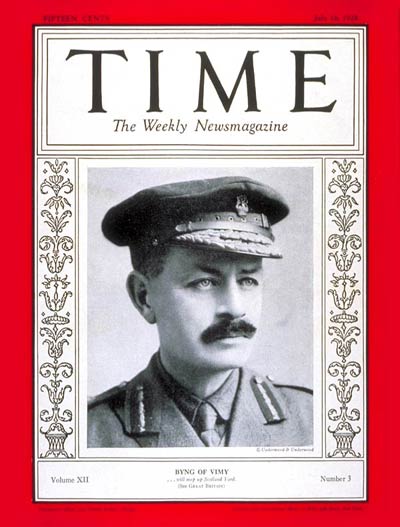 FIFTEEN CENTS
July 16, 1928
TIME
The Weekly Newsmagazine
© Underwood & Underwood
Volume XII
BYNG OF VIMY
. . . will mop up Scotland Yard.
(See GREAT BRITAIN)
Number 3